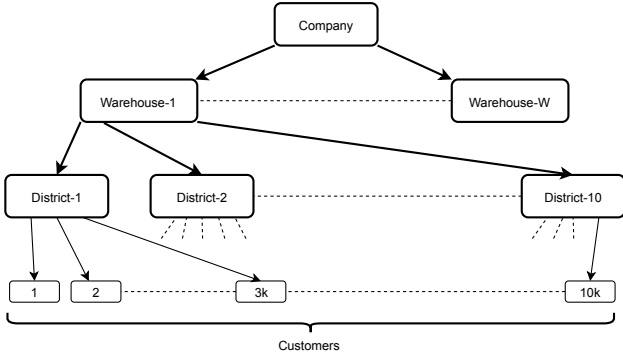 Company
Warehouse-1
Warehouse-W
District-1
District-2
District-10
1
2
3k
10k
Customers